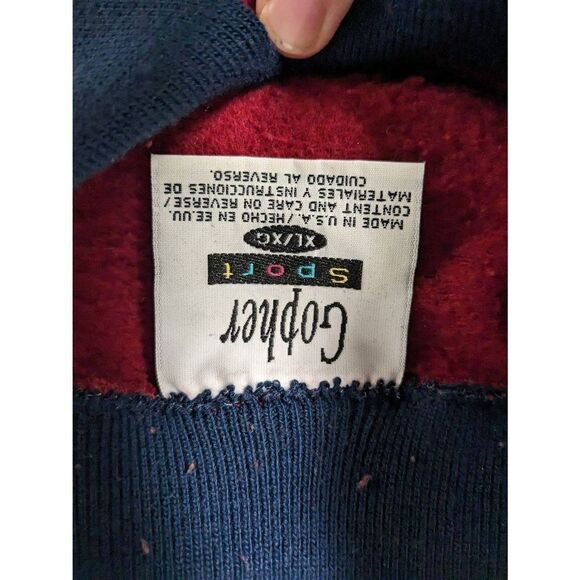 Gopher
Sport
XL/XG
MADE IN U.S.A./HECHO EN EE.UU.
CONTENT AND CARE ON REVERSE/
MATERIALES Y INSTRUCCIONES DE
CUIDADO AL REVERSO.